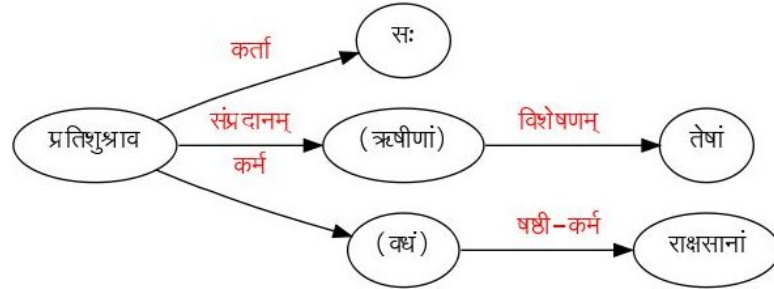 सः
कर्ता
प्रतिशुश्राव
संप्रदानम्
(ऋषीणां)
विशेषणम्
तेषां
कर्म
(वधं)
षष्ठी-कर्म
राक्षसानां